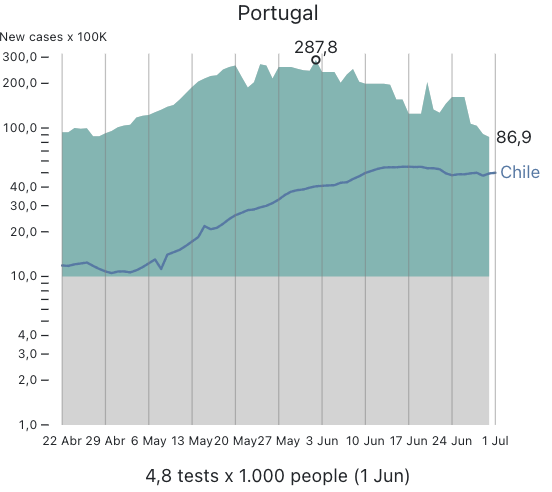 Portugal
New cases x 100K
287,8
300,0
200,0
100,0
86,9
Chile
40,0
30,0
20,0
10,0
4,0
3,0
2,0
1,0
22 Abr 29 Abr 6 May 13 May 20 May 27 May 3 Jun 10 Jun 17 Jun 24 Jun 1 Jul
4,8 tests x 1.000 people (1 Jun)